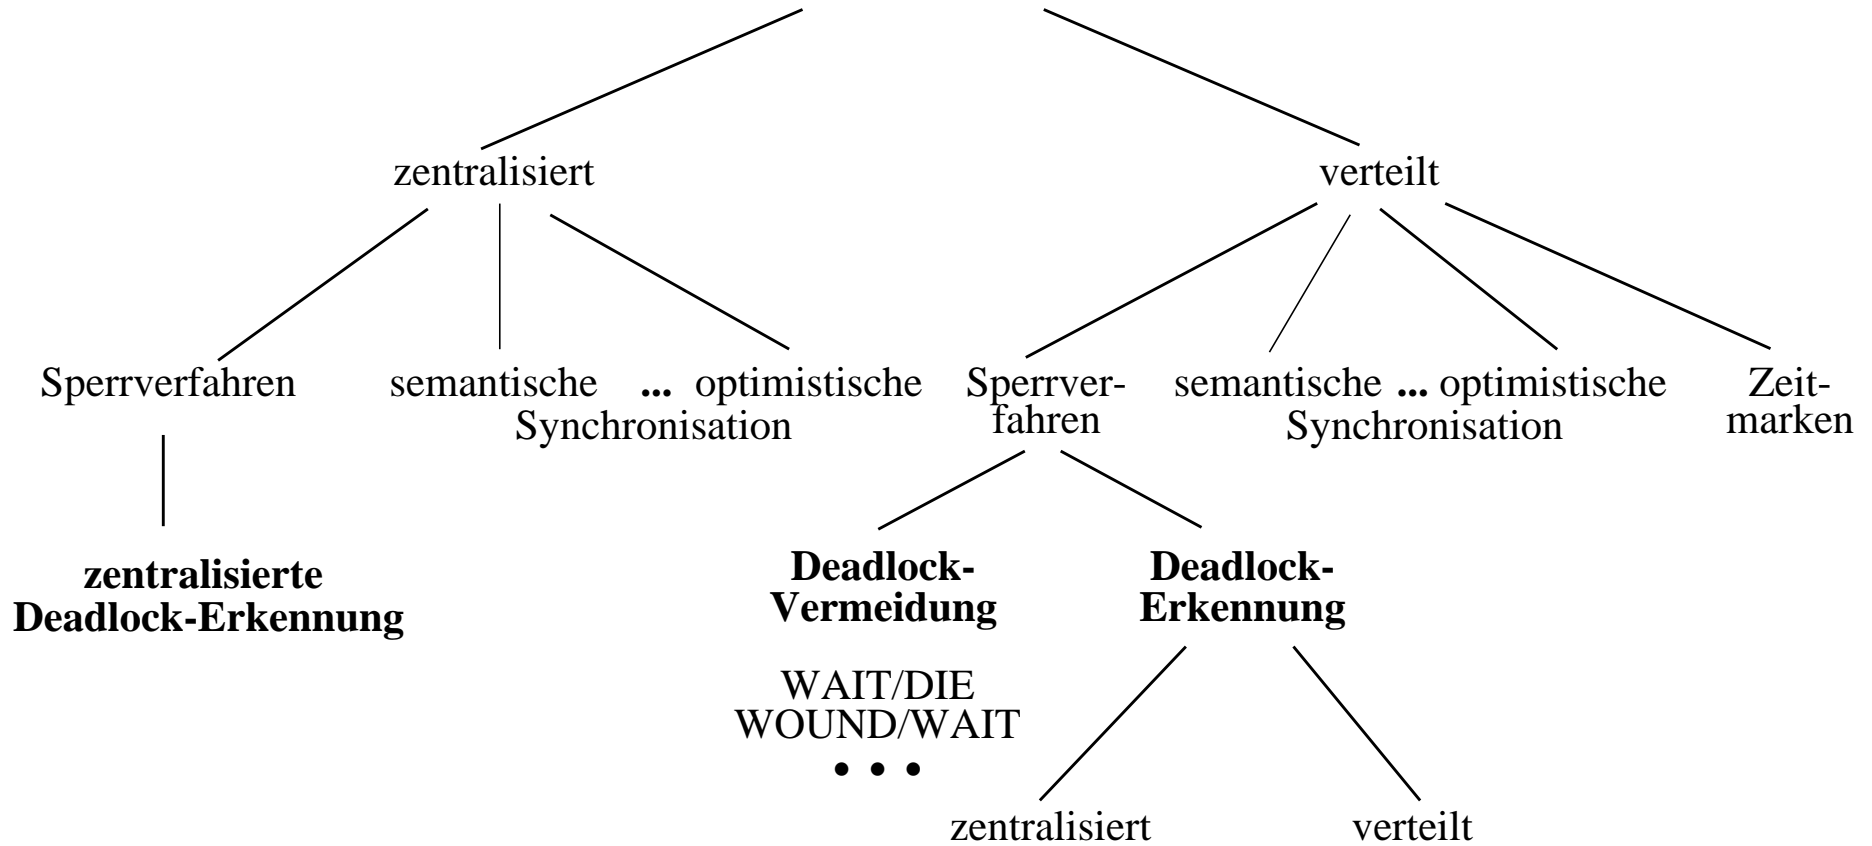 zentralisiert verteilt
Sperrverfahren semantische ... optimistische Sperrver- semantische ... optimistische Zeit-
Synchronisation fahren Synchronisation marken
zentralisierte Deadlock- Deadlock-
Deadlock-Erkennung Vermeidung Erkennung
WAIT/DIE
WOUND/WAIT
• • •
zentralisiert verteilt